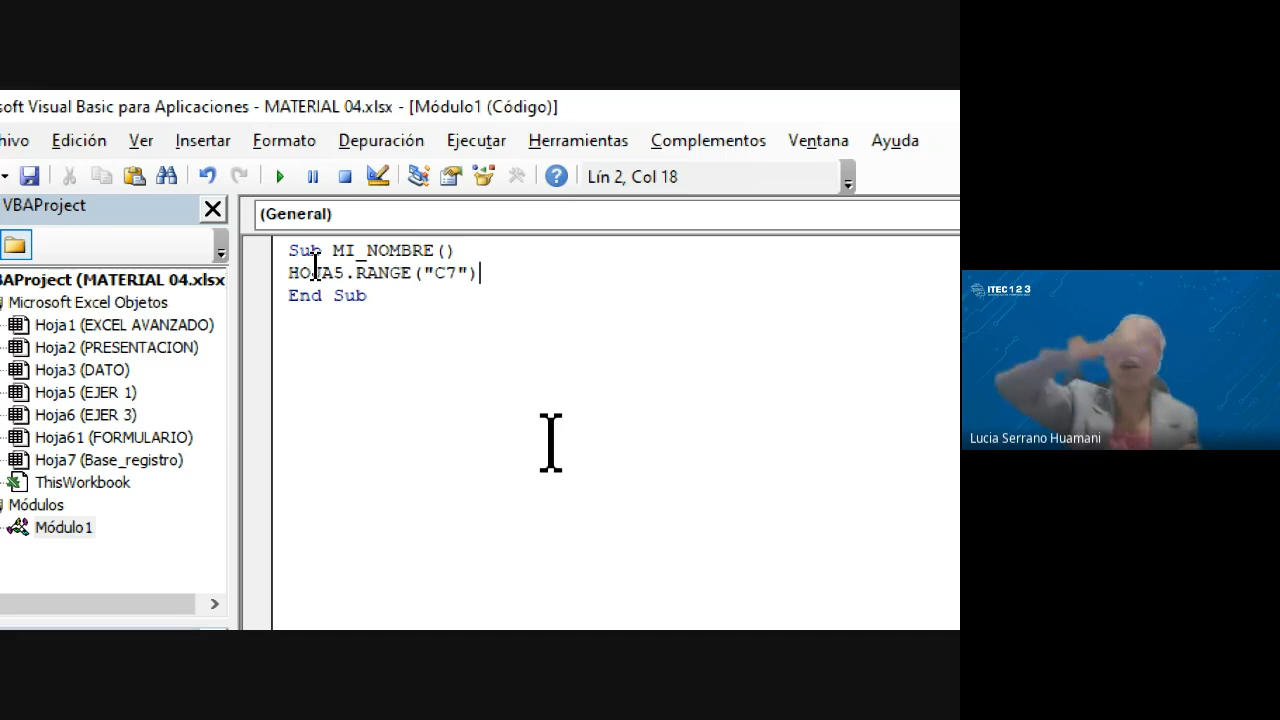 soft Visual Basic para Aplicaciones - MATERIAL 04.xlsx - [Módulo1 (Código)]
hivo Edición Ver Insertar Formato Depuración Ejecutar Herramientas Complementos Ventana Ayuda
Lín 2, Col 18
VBAProject
(General)
BAProject (MATERIAL 04.xlsx
Microsoft Excel Objetos
Hoja1 (EXCEL AVANZADO)
Hoja2 (PRESENTACION)
Hoja3 (DATO)
Hoja5 (EJER 1)
Hoja6 (EJER 3)
Hoja61 (FORMULARIO)
Hoja7 (Base_registro)
ThisWorkbook
Módulos
Módulo1
Sub MI_NOMBRE()
HOJA5.RANGE("C7")
End Sub
ITEC 1 2 3
Lucia Serrano Huamani